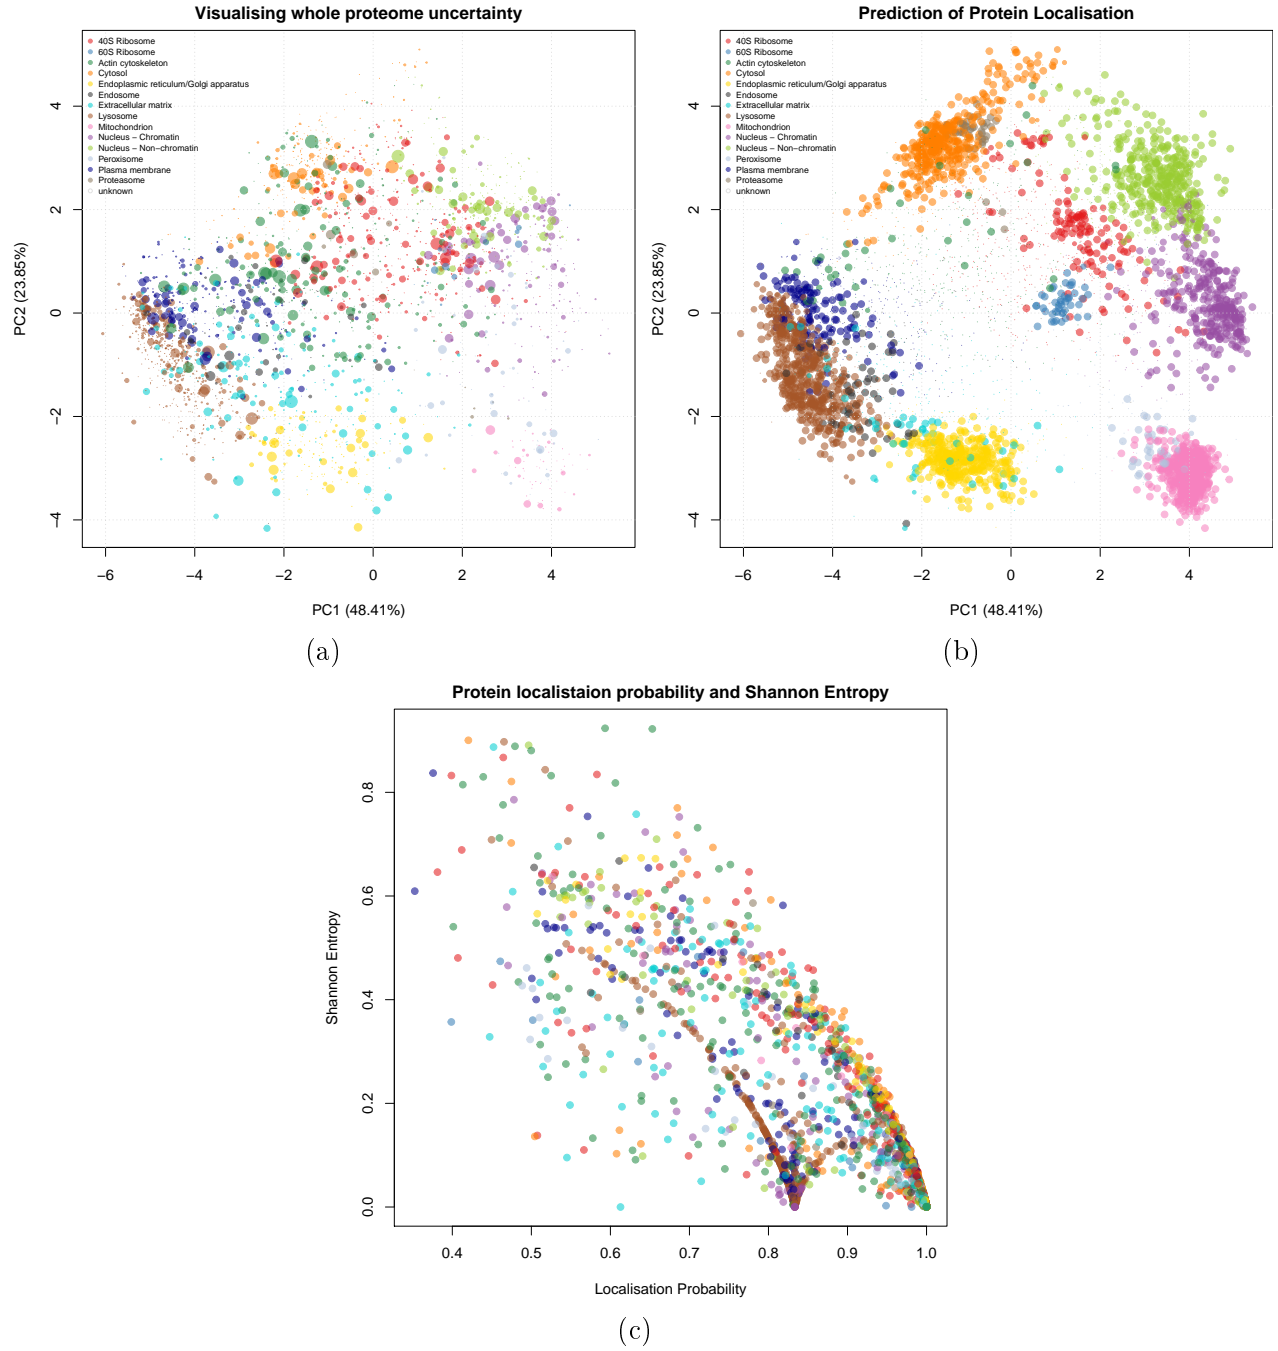 Visualising whole proteome uncertainty
40S Ribosome
60S Ribosome
Actin cytoskeleton
Cytosol
Endoplasmic reticulum/Golgi apparatus
Endosome
Extracellular matrix
Lysosome
Mitochondrion
Nucleus − Chromatin
Nucleus − Non−chromatin
Peroxisome
Plasma membrane
Proteasome
unknown
4
2
0
−2
−4
PC2 (23.85%)
−6 −4 −2 0 2 4
PC1 (48.41%)
(a)
Prediction of Protein Localisation
40S Ribosome
60S Ribosome
Actin cytoskeleton
Cytosol
Endoplasmic reticulum/Golgi apparatus
Endosome
Extracellular matrix
Lysosome
Mitochondrion
Nucleus − Chromatin
Nucleus − Non−chromatin
Peroxisome
Plasma membrane
Proteasome
unknown
4
2
0
−2
−4
PC2 (23.85%)
−6 −4 −2 0 2 4
PC1 (48.41%)
(b)
Protein localistaion probability and Shannon Entropy
0.8
0.6
0.4
0.2
0.0
Shannon Entropy
0.4 0.5 0.6 0.7 0.8 0.9 1.0
Localisation Probability
(c)